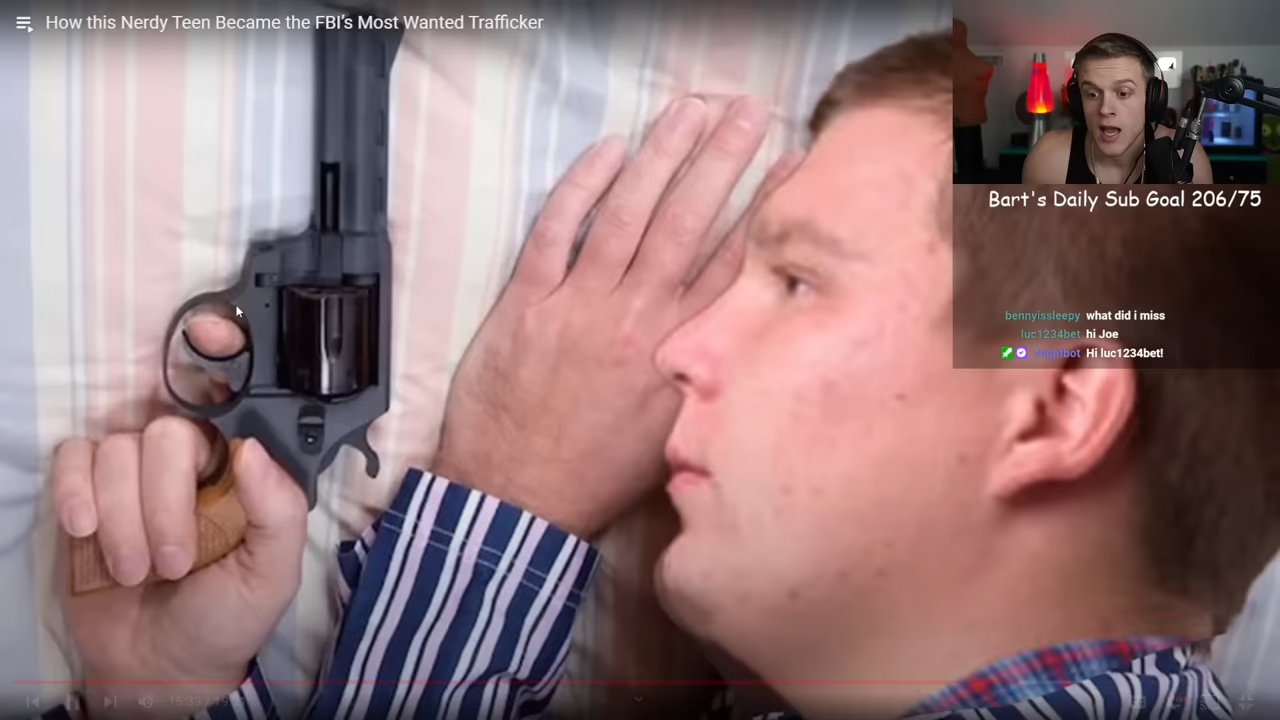 How this Nerdy Teen Became the FBI's Most Wanted Trafficker
Bart's Daily Sub Goal 206/75
bennyissleepy what did i miss
luc1234bet hi Joe
Nightbot Hi luc1234bet!